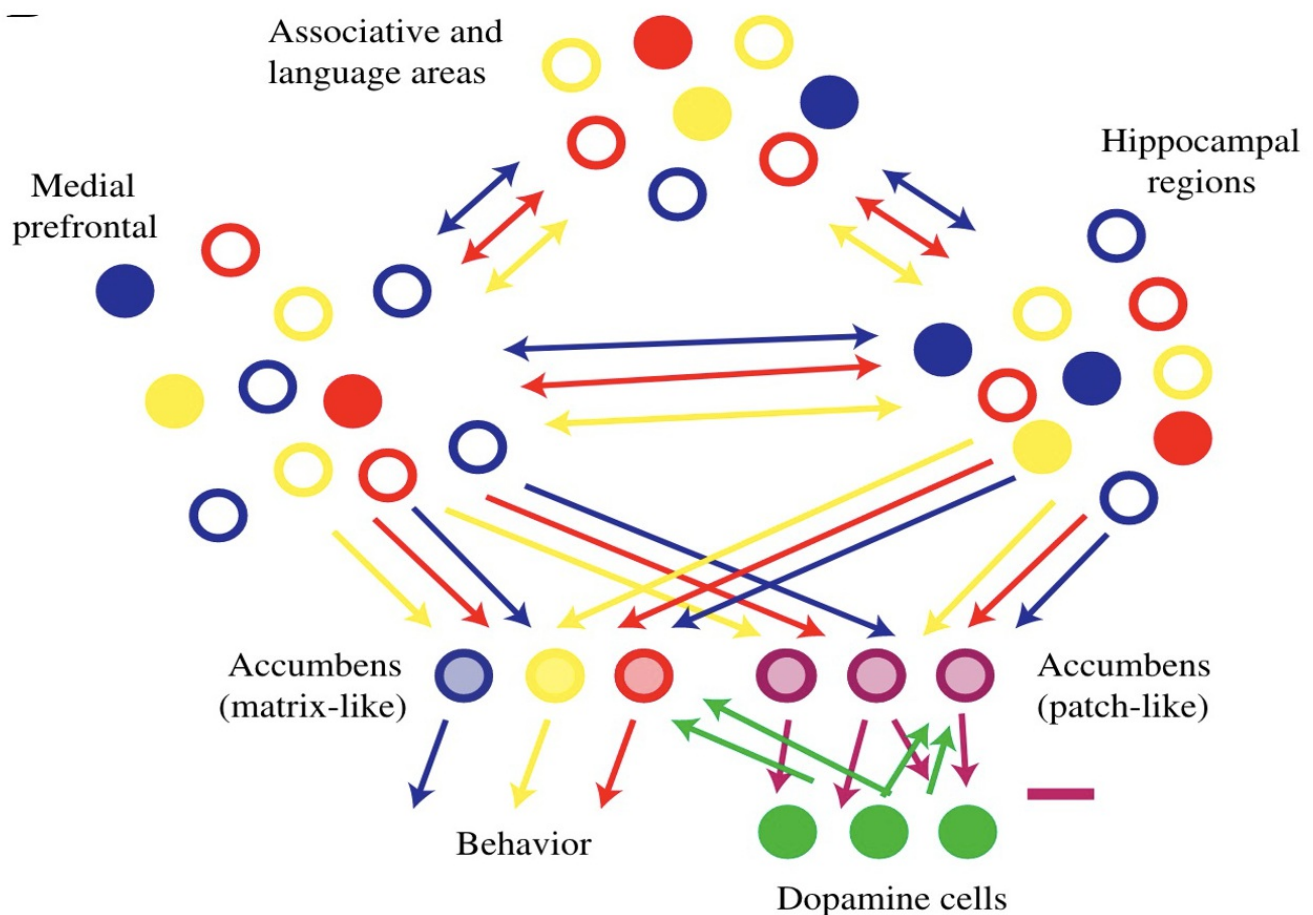 Associative and
language areas
Hippocampal
regions
Medial
prefrontal
Accumbens
(matrix-like)
Accumbens
(patch-like)
Behavior
Dopamine cells